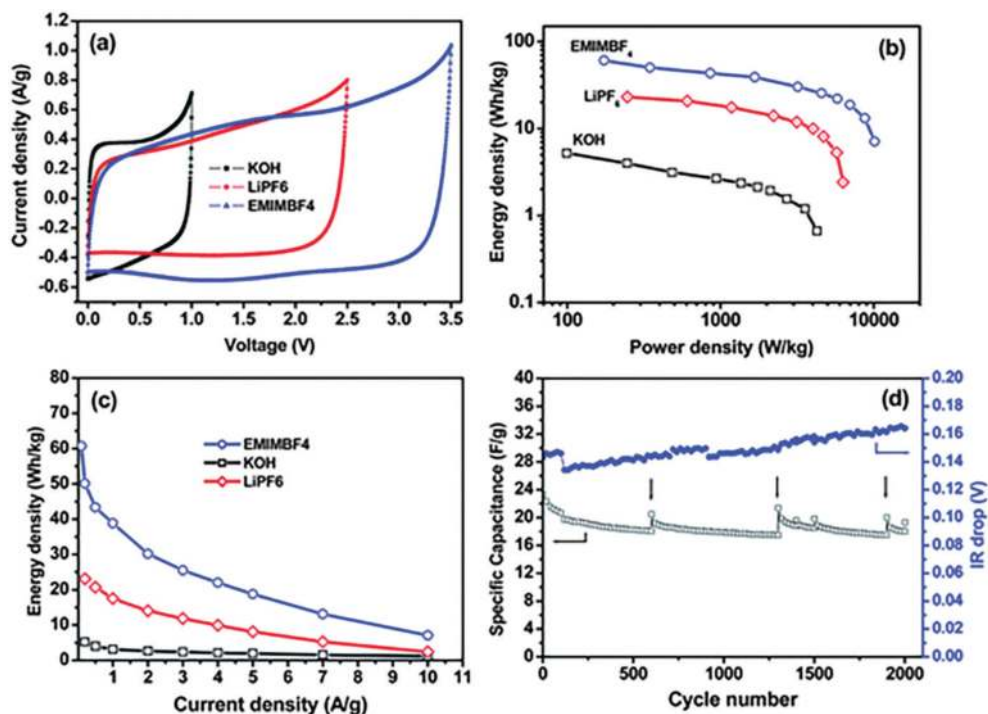 (a)
Current density (A/g)
1.2
1.0
0.8
0.6
0.4
0.2
0.0
-0.2
-0.4
-0.6
KOH
LiPF6
EMIMBF4
0.0 0.5 1.0 1.5 2.0 2.5 3.0 3.5
Voltage (V)
(b)
Energy density (Wh/kg)
100
10
1
0.1
EMIMBF4
LiPF6
KOH
100 1000 10000
Power density (W/kg)
(c)
Energy density (Wh/kg)
80
70
60
50
40
30
20
10
0
EMIMBF4
KOH
LiPF6
1 2 3 4 5 6 7 8 9 10 11
Current density (A/g)
(d)
Specific Capacitance (F/g)
40
36
32
28
24
20
16
12
8
4
0
0 500 1000 1500 2000
Cycle number
0.20
0.18
0.16
0.14
0.12
0.10
0.08
0.06
0.04
0.02
0.00
IR drop (V)